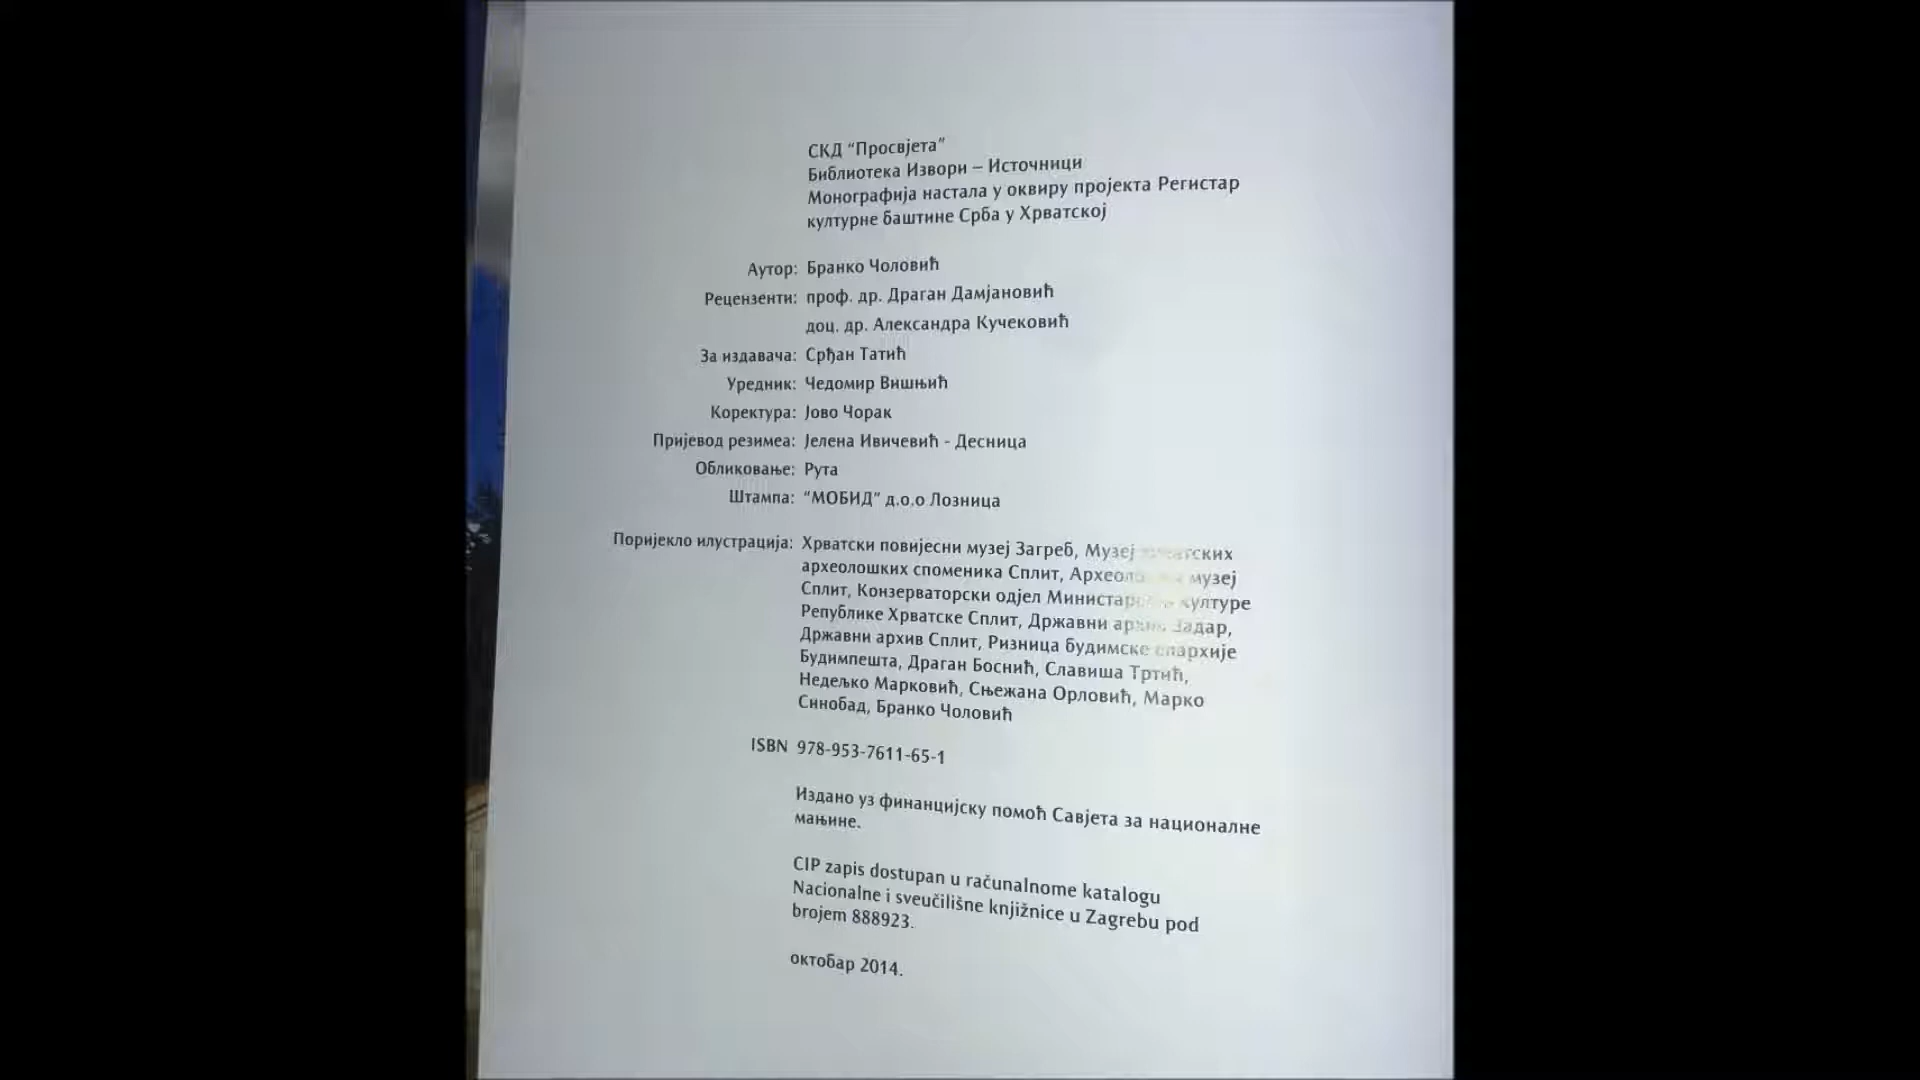 СКД “Просвјета”
Библиотека Извори – Источници
Монографија настала у оквиру пројекта Регистар
културне баштине Срба у Хрватској
Аутор: Бранко Чоловић
Рецензенти: проф. др. Драган Дамјановић
доц. др. Александра Кучековић
За издавача: Срђан Татић
Уредник: Чедомир Вишњић
Коректура: Јово Чорак
Пријевод резимеа: Јелена Ивичевић - Десница
Обликовање: Рута
Штампа: “МОБИД” д.о.о Лозница
Поријекло илустрација: Хрватски повијесни музеј Загреб, Музеј
археолошких споменика Сплит, музеј
Сплит, Конзерваторски одјел културе
Републике Хрватске Сплит, Државни архив Задар,
Државни архив Сплит, Ризница будимске епархије
Будимпешта, Драган Боснић, Славиша Тртић,
Недељко Марковић, Сњежана Орловић, Марко
Синобад, Бранко Чоловић
ISBN 978-953-7611-65-1
Издано уз финанцијску помоћ Савјета за националне
мањине.
CIP zapis dostupan u računalnome katalogu
Nacionalne i sveučilišne knjižnice u Zagrebu pod
brojem 888923.
октобар 2014.